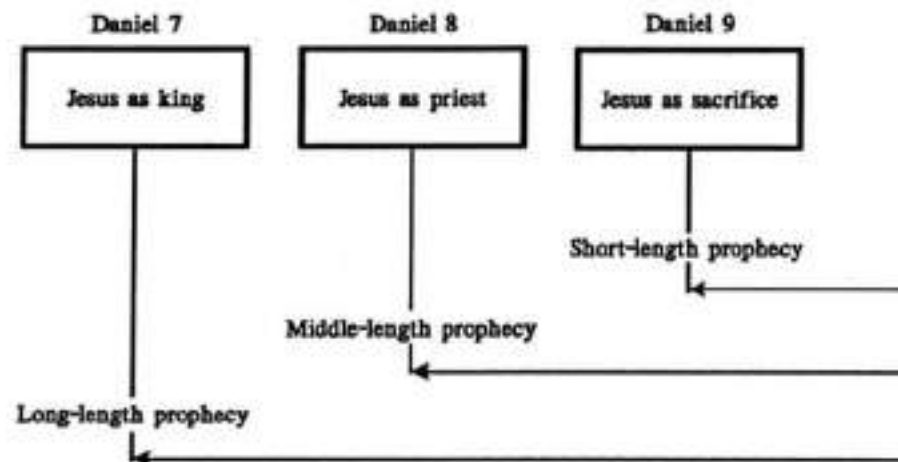 Daniel 7 Daniel 8 Daniel 9
Jesus as king Jesus as priest Jesus as sacrifice
Short-length prophecy
Middle-length prophecy
Long-length prophecy